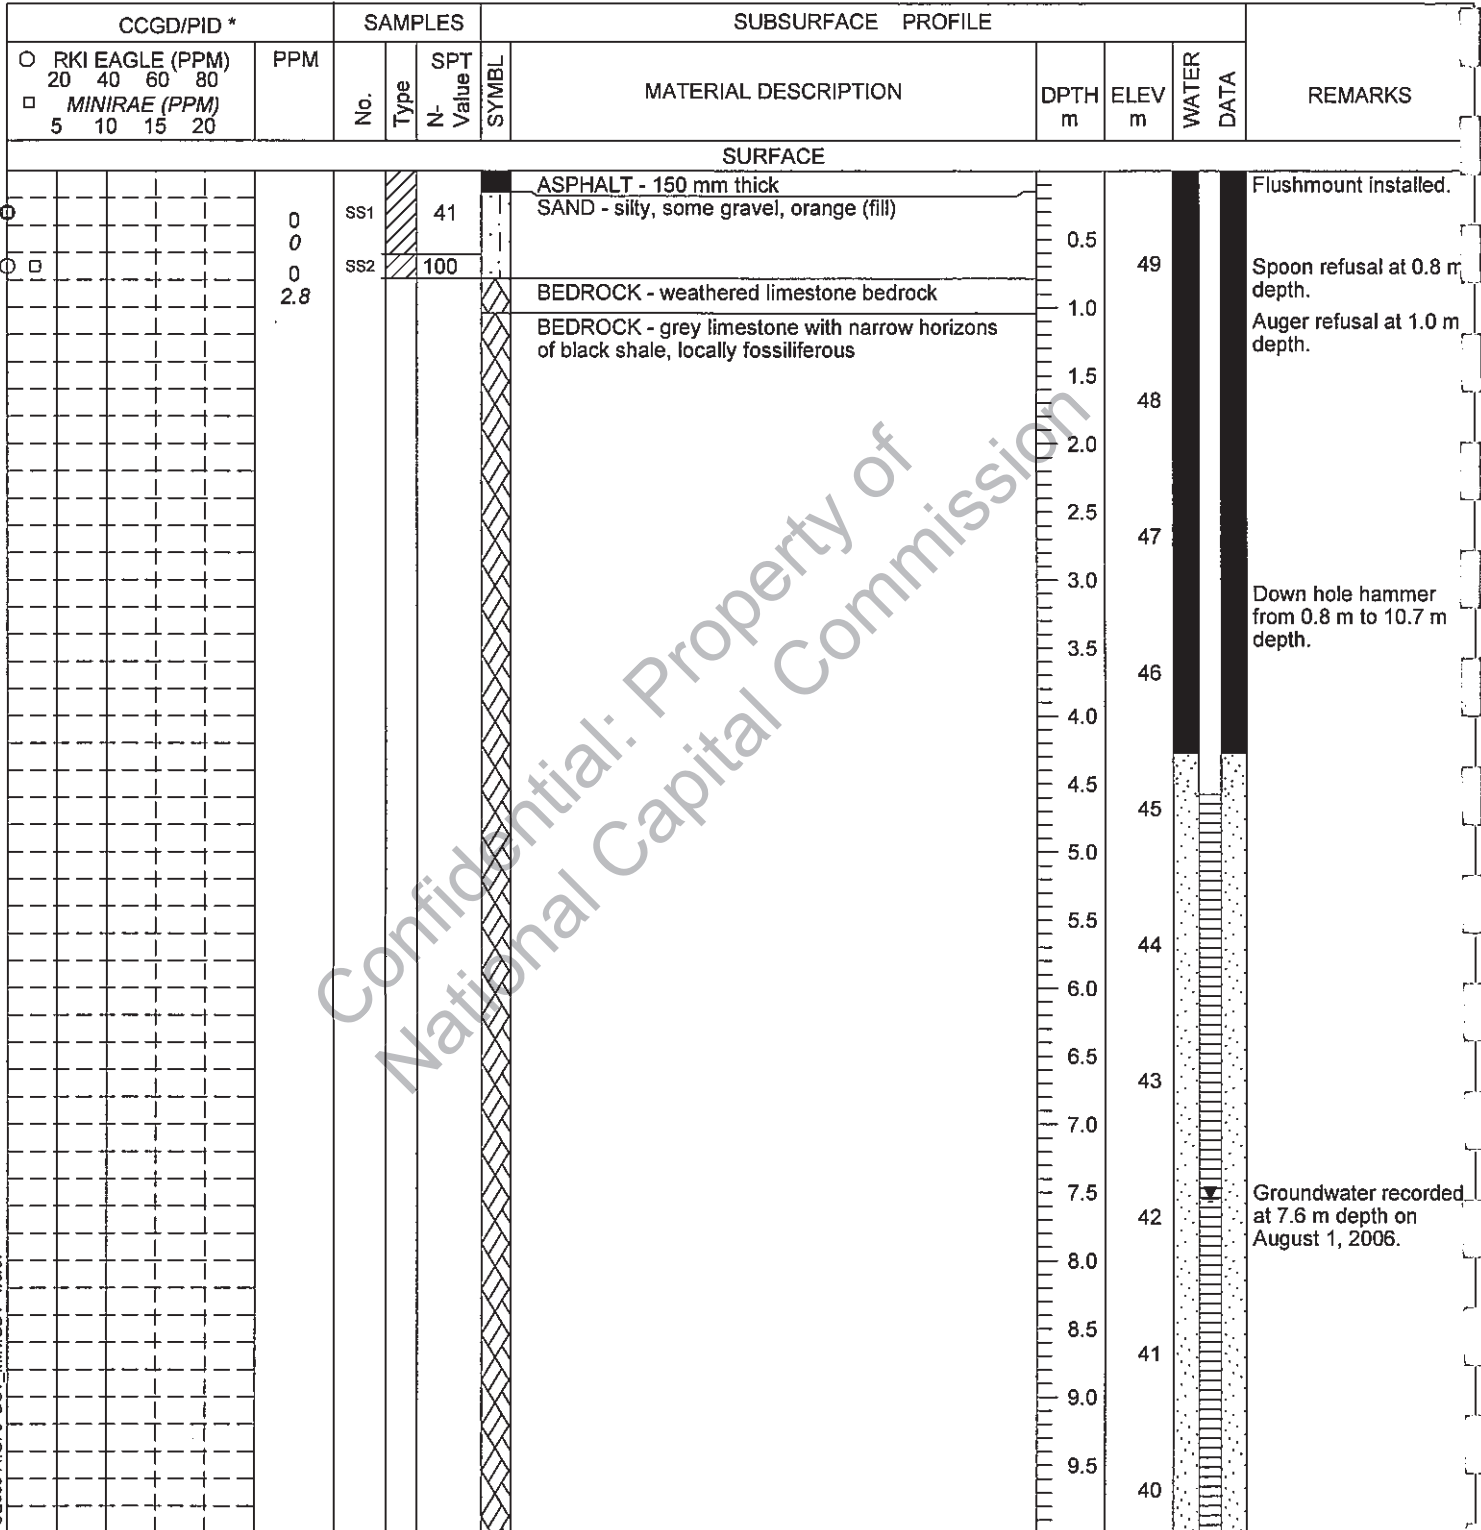 CCGD/PID *
SAMPLES
SUBSURFACE PROFILE
○ RKI EAGLE (PPM)
20 40 60 80
□ MINIRAE (PPM)
5 10 15 20
PPM
No.
Type
SPT
N-
Value
SYMBL
MATERIAL DESCRIPTION
DPTH
m
ELEV
m
WATER
DATA
REMARKS
SURFACE
ASPHALT - 150 mm thick
Flushmount installed.
0
0
SS1
41
SAND - silty, some gravel, orange (fill)
0.5
0
2.8
SS2
100
49
Spoon refusal at 0.8 m
depth.
BEDROCK - weathered limestone bedrock
1.0
BEDROCK - grey limestone with narrow horizons
of black shale, locally fossiliferous
Auger refusal at 1.0 m
depth.
1.5
48
2.0
2.5
47
3.0
Down hole hammer
from 0.8 m to 10.7 m
depth.
3.5
46
4.0
4.5
45
5.0
5.5
44
6.0
6.5
43
7.0
7.5
Groundwater recorded
at 7.6 m depth on
August 1, 2006.
42
8.0
8.5
41
9.0
9.5
40
Confidential: Property of
National Capital Commission